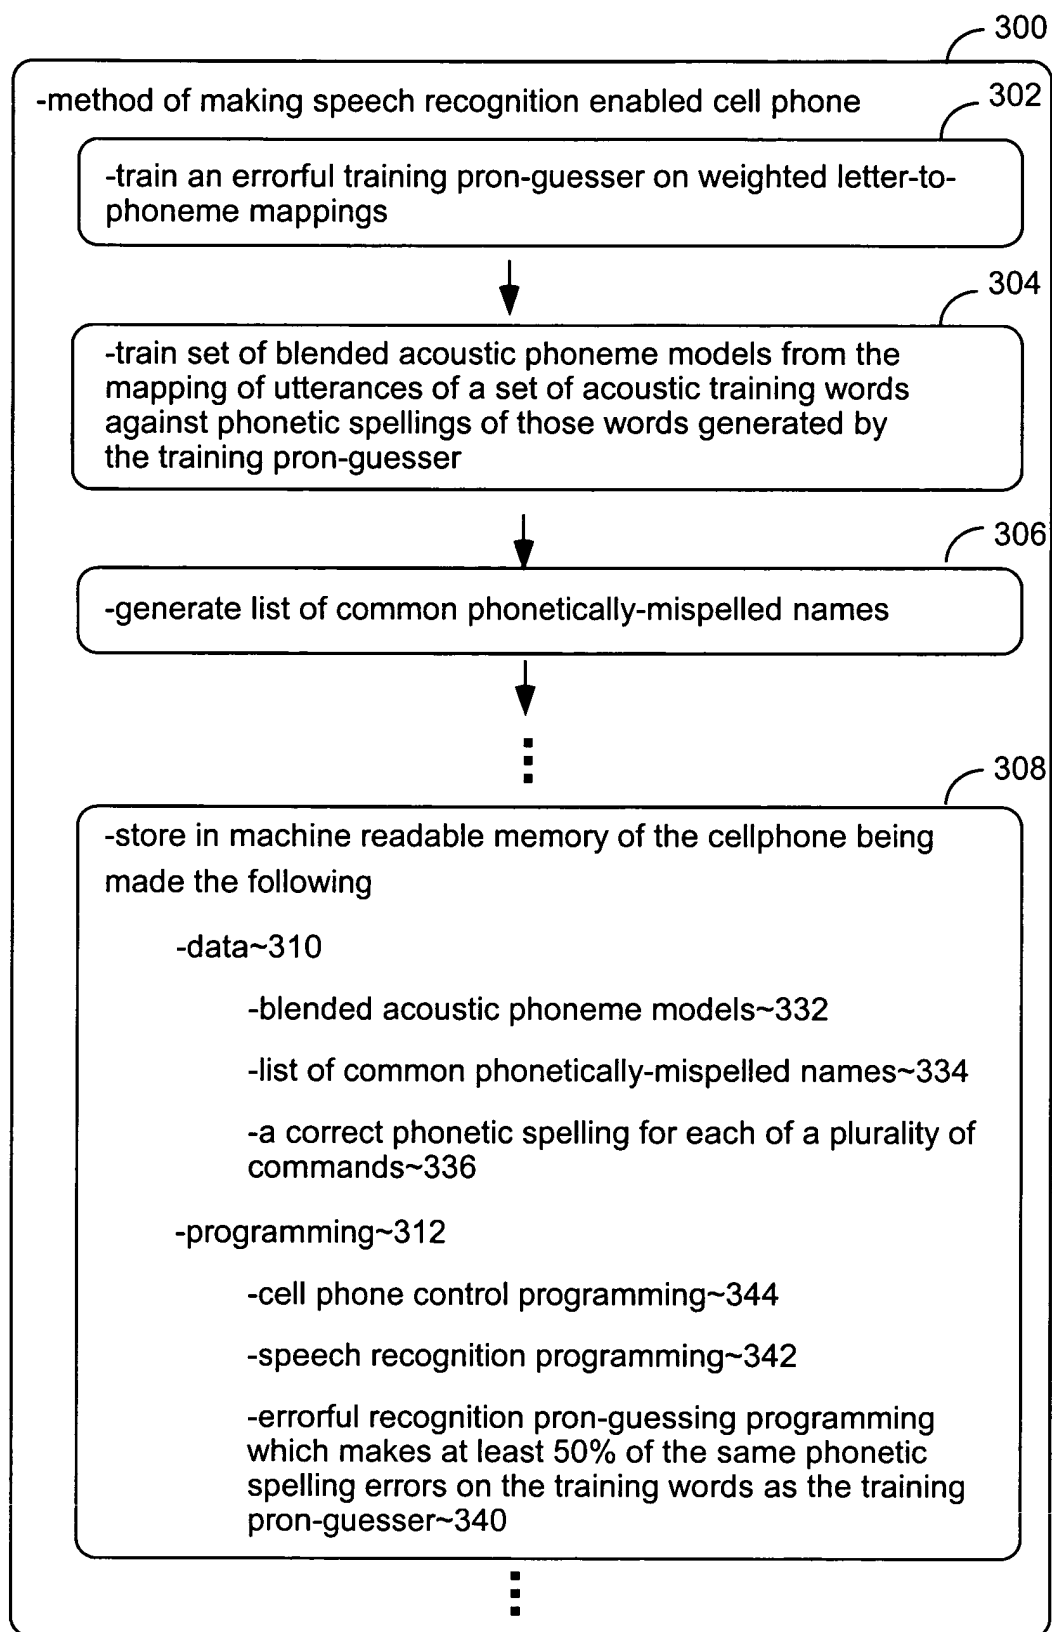 300
-method of making speech recognition enabled cell phone
302
-train an errorful training pron-guesser on weighted letter-to-
phoneme mappings
304
-train set of blended acoustic phoneme models from the
mapping of utterances of a set of acoustic training words
against phonetic spellings of those words generated by
the training pron-guesser
306
-generate list of common phonetically-mispelled names
308
-store in machine readable memory of the cellphone being
made the following
-data~310
-blended acoustic phoneme models~332
-list of common phonetically-mispelled names~334
-a correct phonetic spelling for each of a plurality of
commands~336
-programming~312
-cell phone control programming~344
-speech recognition programming~342
-errorful recognition pron-guessing programming
which makes at least 50% of the same phonetic
spelling errors on the training words as the training
pron-guesser~340